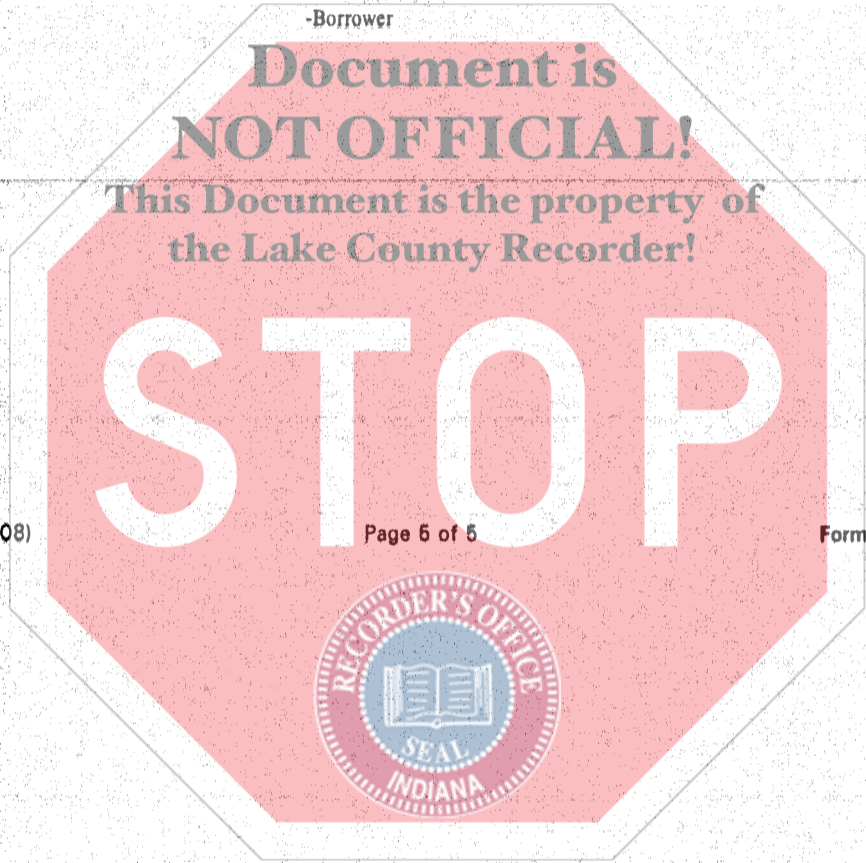 -Borrower
Document is
NOT OFFICIAL!
This Document is the property of
the Lake County Recorder!
STOP
08)
Page 5 of 5
Form
RECORDER'S OFFICE
SEAL
INDIANA